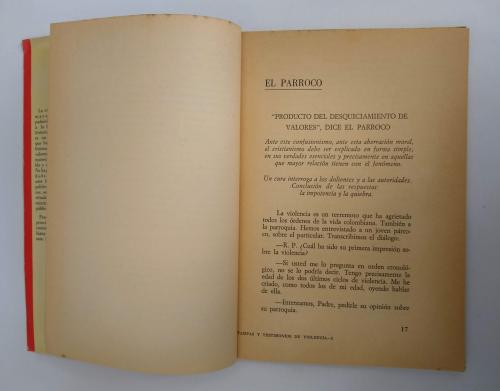 EL PARROCO
"PRODUCTO DEL DESQUICIAMIENTO DE
VALORES", DICE EL PARROCO
Ante este confusionismo, ante esta aberración moral,
el cristianismo debe ser explicado en forma simple,
en sus verdades esenciales y precisamente en aquellas
que mayor relación tienen con el fenómeno.
Un cura interroga a los dolientes y a las autoridades.
Conclusión de las respuestas:
la impotencia y la quiebra.
La violencia es un terremoto que ha agrietado
todos los órdenes de la vida colombiana. También a
la parroquia. Hemos entrevistado a un joven párro-
co, sobre el particular. Transcribimos el diálogo.
—R. P. ¿Cuál ha sido su primera impresión so-
bre la violencia?
—Si usted me lo pregunta en orden cronoló-
gico, no se lo podría decir. Tengo precisamente la
edad de los dos últimos ciclos de violencia. Me he
criado, como todos los de mi edad, oyendo hablar
de ella.
—Intentamos, Padre, pedirle su opinión sobre
su parroquia.
17
Y TESTIMONIOS DE VIOLENCIA—2